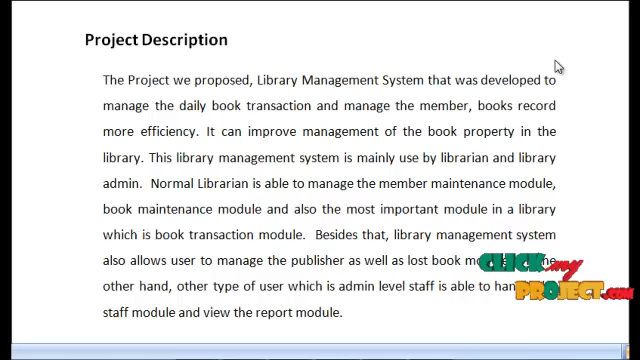 Project Description
The Project we proposed, Library Management System that was developed to
manage the daily book transaction and manage the member, books record
more efficiency. It can improve management of the book property in the
library. This library management system is mainly use by librarian and library
admin. Normal Librarian is able to manage the member maintenance module,
book maintenance module and also the most important module in a library
which is book transaction module. Besides that, library management system
also allows user to manage the publisher as well as lost book
other hand, other type of user which is admin level staff is able to
staff module and view the report module.
CLICK my
PROJECT.com